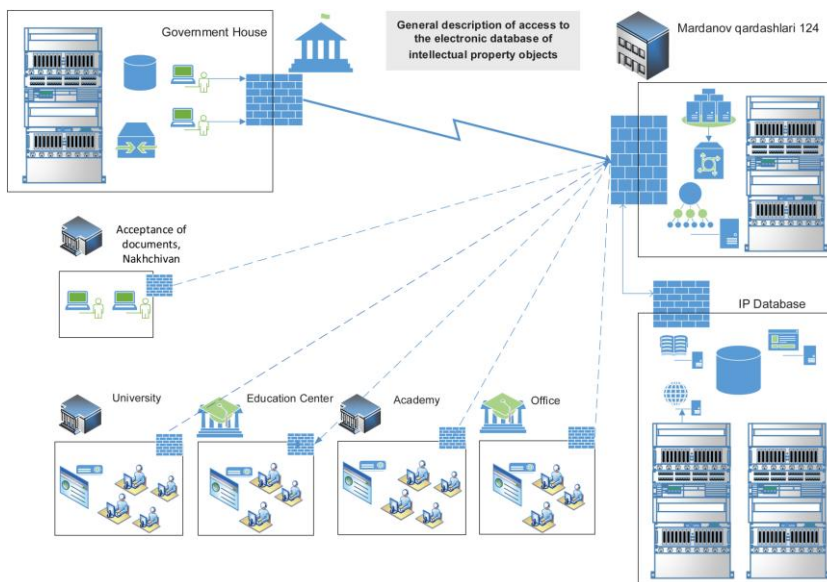 Government House
General description of access to
the electronic database of
intellectual property objects
Mardanov qardashlari 124
Acceptance of
documents,
Nakhchivan
IP Database
University
Education Center
Academy
Office